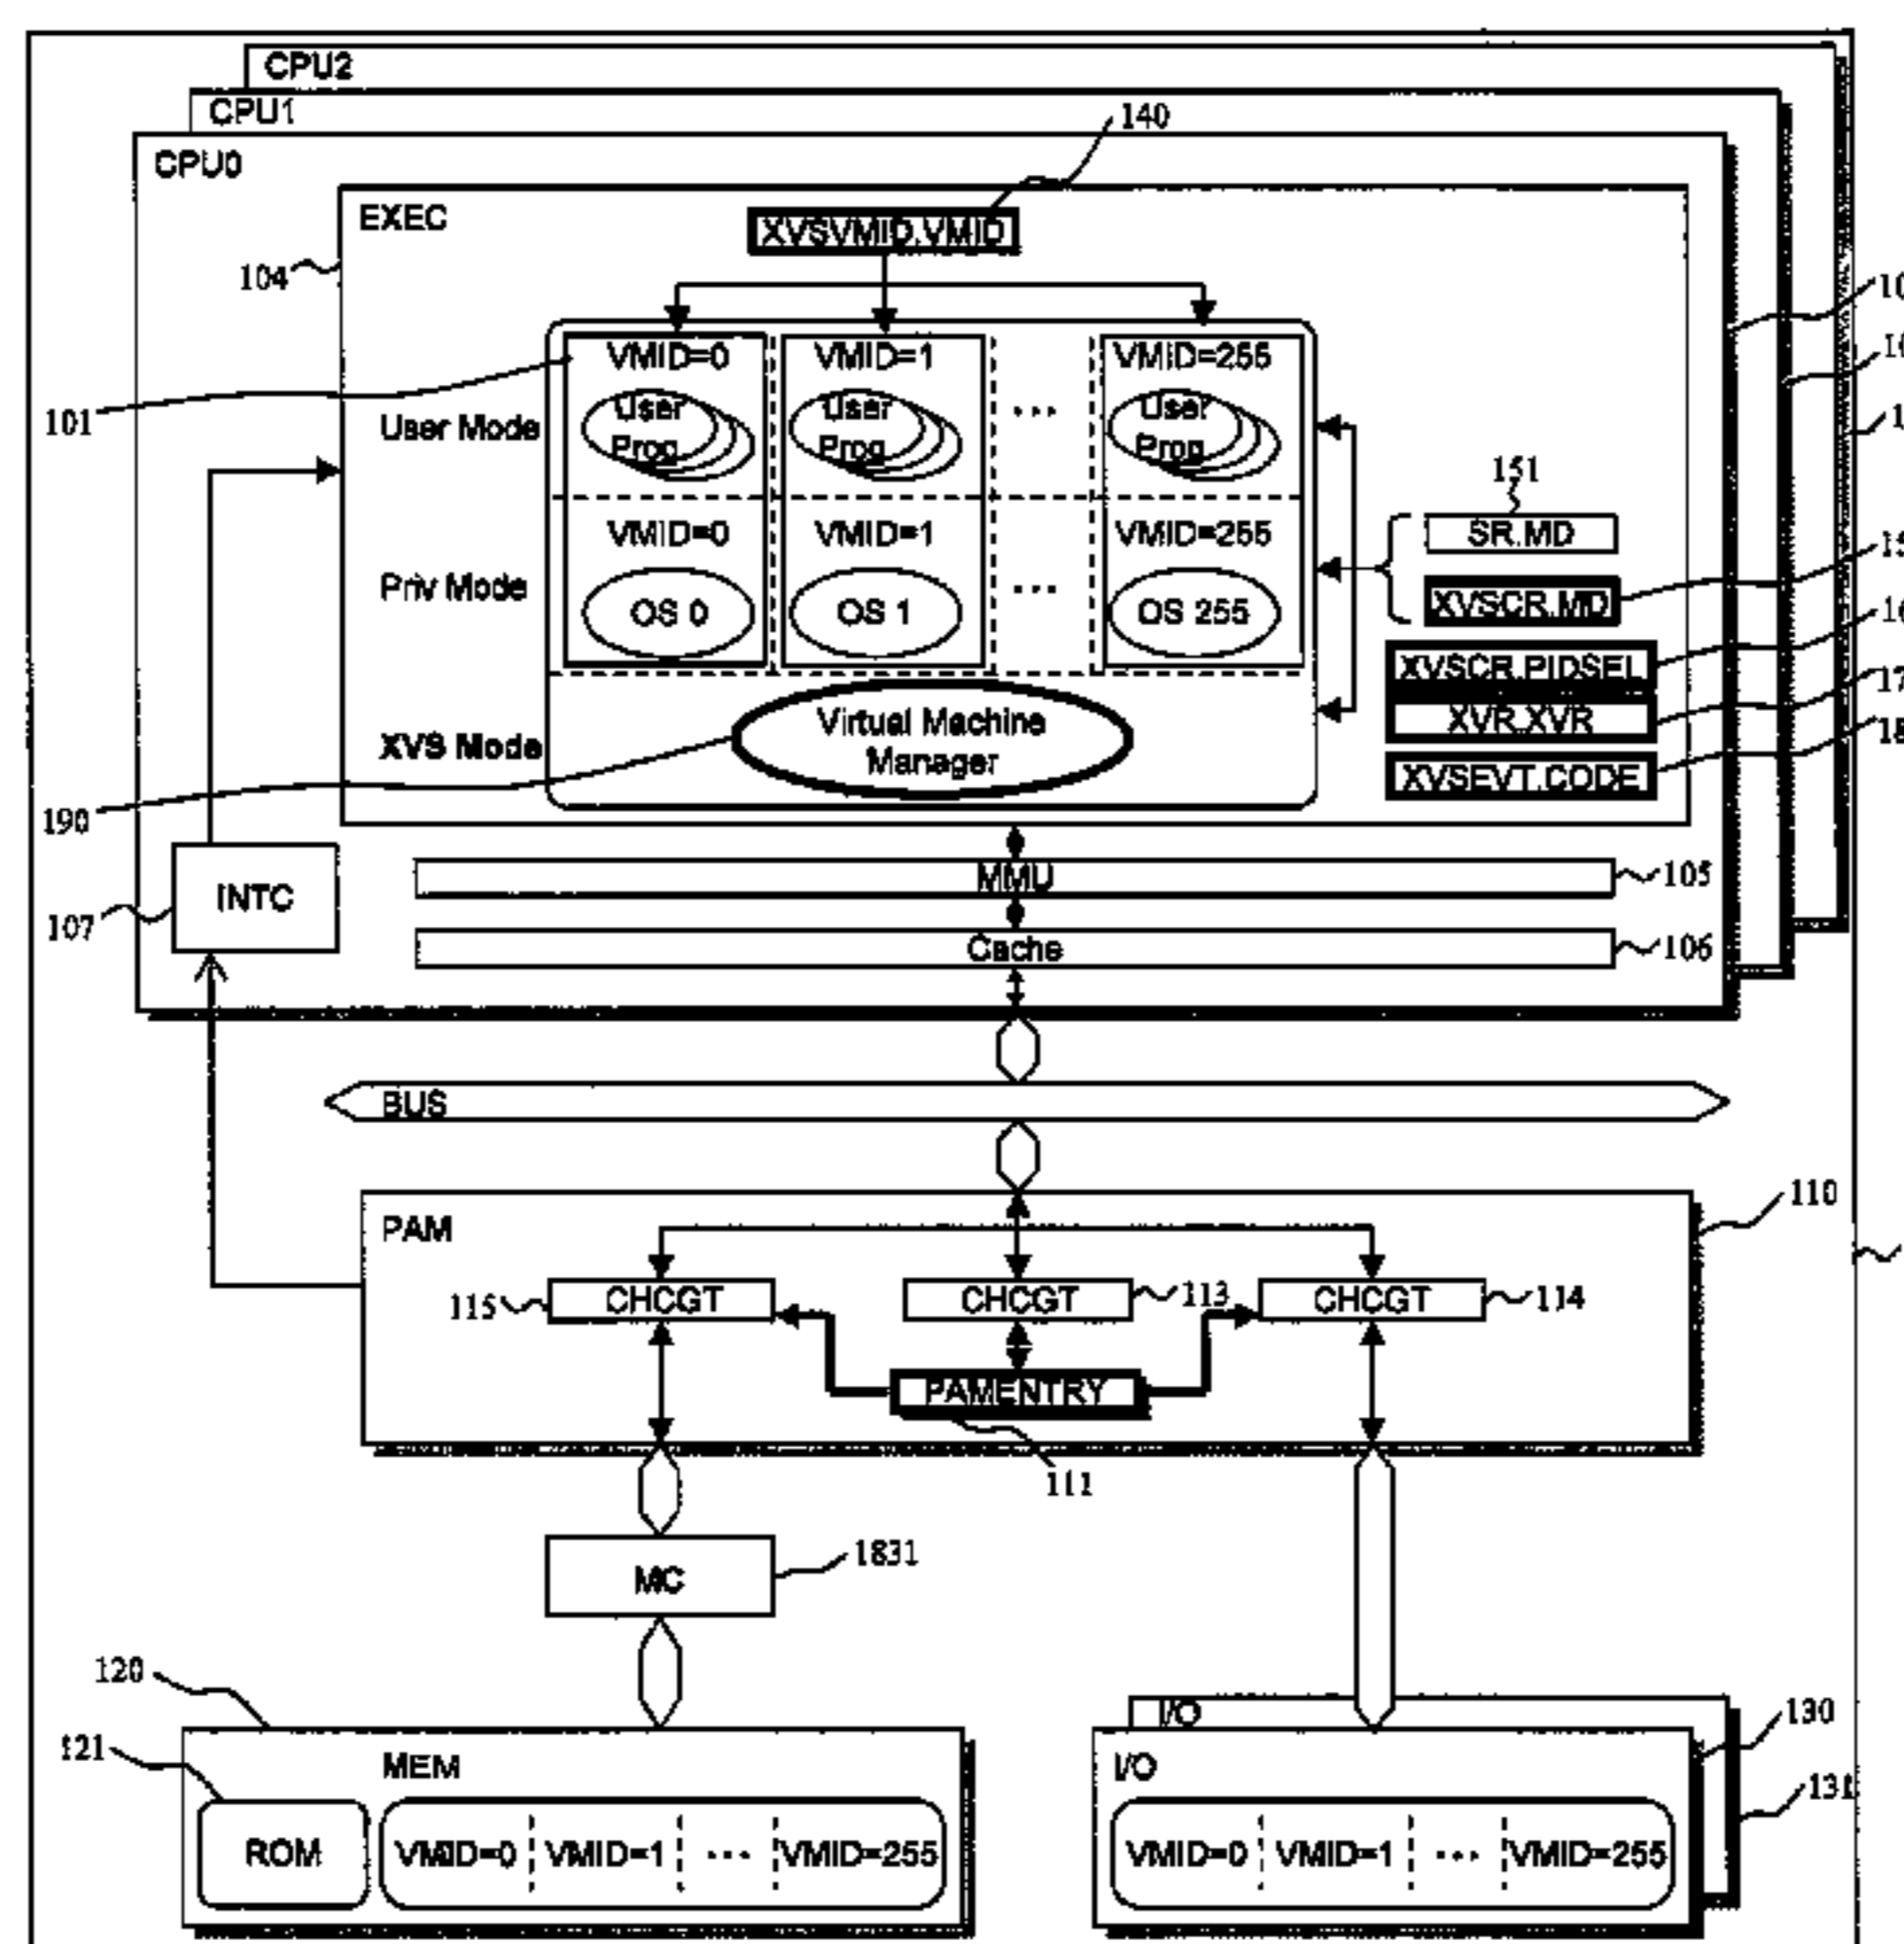 CPU2
CPU1
140
CPU0
EXEC
XVSVMID.VMID
104
VMID=0 VMID=1 VMID=255
101
User Mode
User Prog User Prog ... User Prog
151
VMID=0 VMID=1 VMID=255
SR.MD
Priv Mode
OS 0 OS 1 ... OS 255
XVSCR.MD
XVSCR.PIDSEL
XVR.XVR
XVS Mode
Virtual Machine
Manager
XVSEVT.CODE
190
INTC
MMU 105
107
Cache 106
BUS
PAM
110
115 CHCGT CHCGT 113 CHCGT 114
PAMENTRY
111
MC 1831
120
I/O
130
121
MEM
I/O
131
ROM VMID=0 VMID=1 ... VMID=255 VMID=0 VMID=1 ... VMID=255